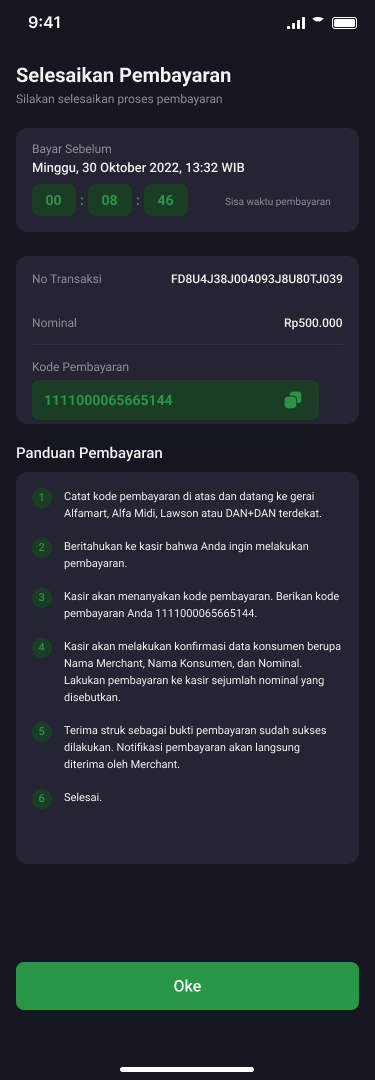 9:41
Selesaikan Pembayaran
Silakan selesaikan proses pembayaran
Bayar Sebelum
Minggu, 30 Oktober 2022, 13:32 WIB
00 : 08 : 46 Sisa waktu pembayaran
No Transaksi FD8U4J38J004093J8U80TJ039
Nominal Rp500.000
Kode Pembayaran
1111000065665144
Panduan Pembayaran
1 Catat kode pembayaran di atas dan datang ke gerai
Alfamart, Alfa Midi, Lawson atau DAN+DAN terdekat.
2 Beritahukan ke kasir bahwa Anda ingin melakukan
pembayaran.
3 Kasir akan menanyakan kode pembayaran. Berikan kode
pembayaran Anda 1111000065665144.
4 Kasir akan melakukan konfirmasi data konsumen berupa
Nama Merchant, Nama Konsumen, dan Nominal.
Lakukan pembayaran ke kasir sejumlah nominal yang
disebutkan.
5 Terima struk sebagai bukti pembayaran sudah sukses
dilakukan. Notifikasi pembayaran akan langsung
diterima oleh Merchant.
6 Selesai.
Oke